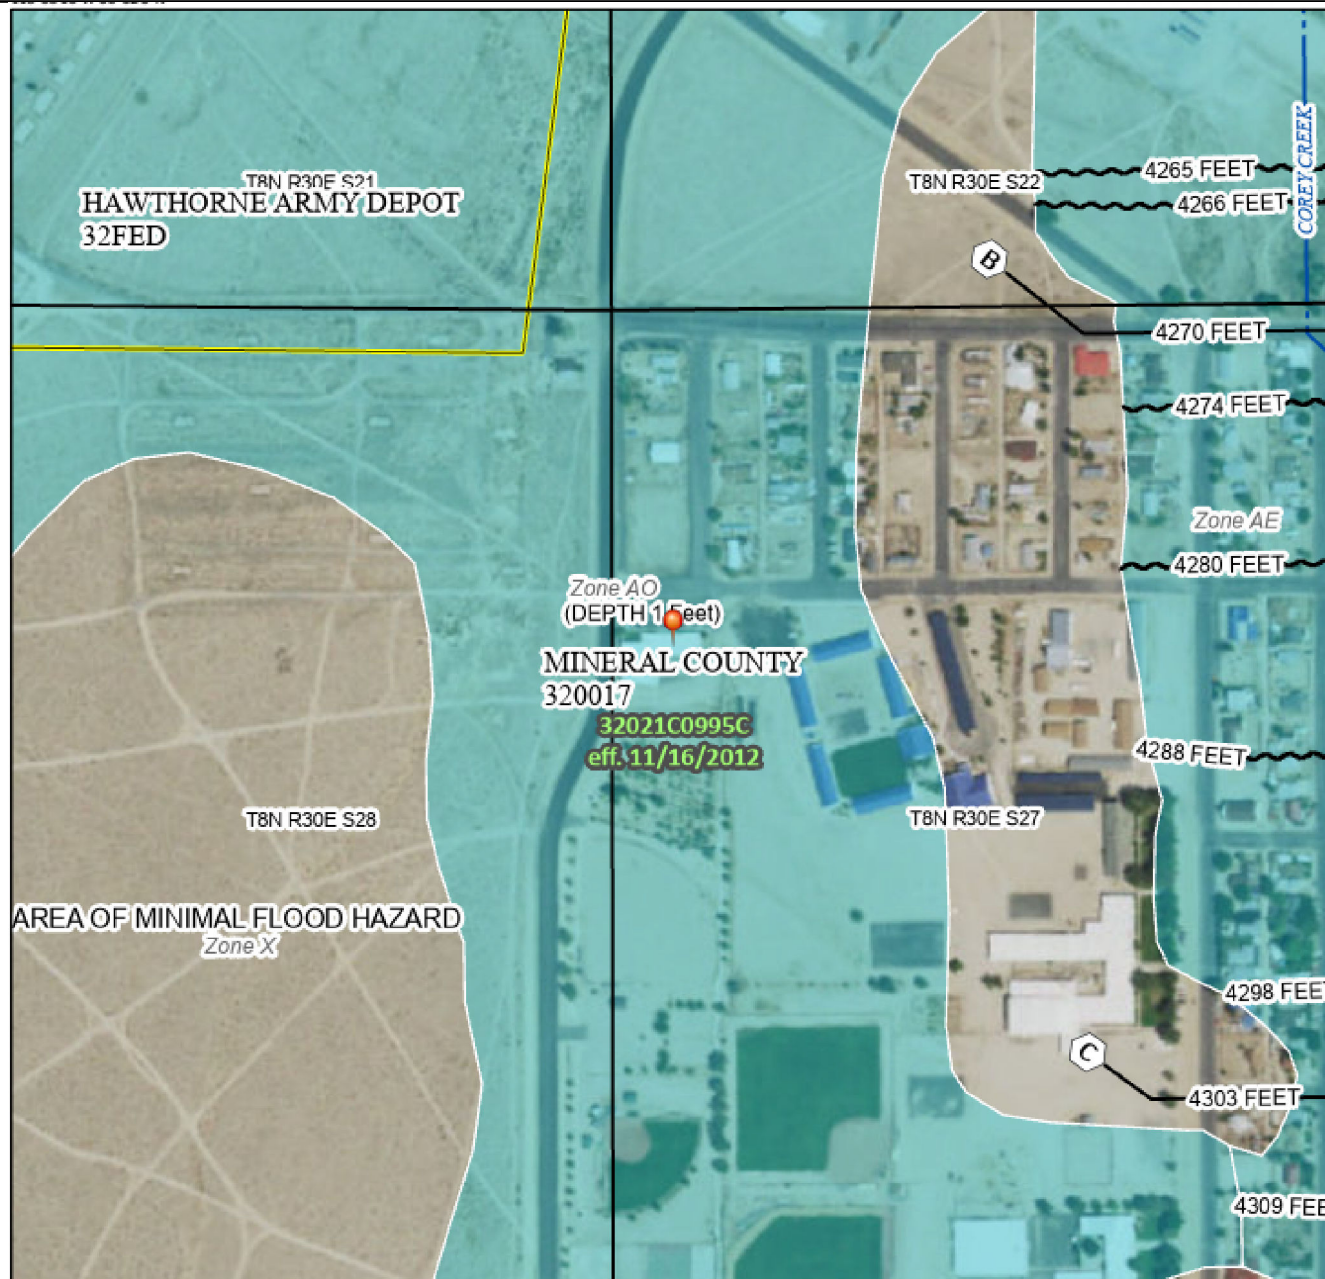 4265 FEET
COREY CREEK
T8N R30E S21
T8N R30E S22
HAWTHORNE ARMY DEPOT
32FED
4266 FEET
B
4270 FEET
4274 FEET
Zone AE
4280 FEET
Zone AO
(DEPTH 1 Feet)
MINERAL COUNTY
320017
32021C0995C
eff. 11/16/2012
4288 FEET
T8N R30E S28
T8N R30E S27
AREA OF MINIMAL FLOOD HAZARD
Zone X
4298 FEET
C
4303 FEET
4309 FEE